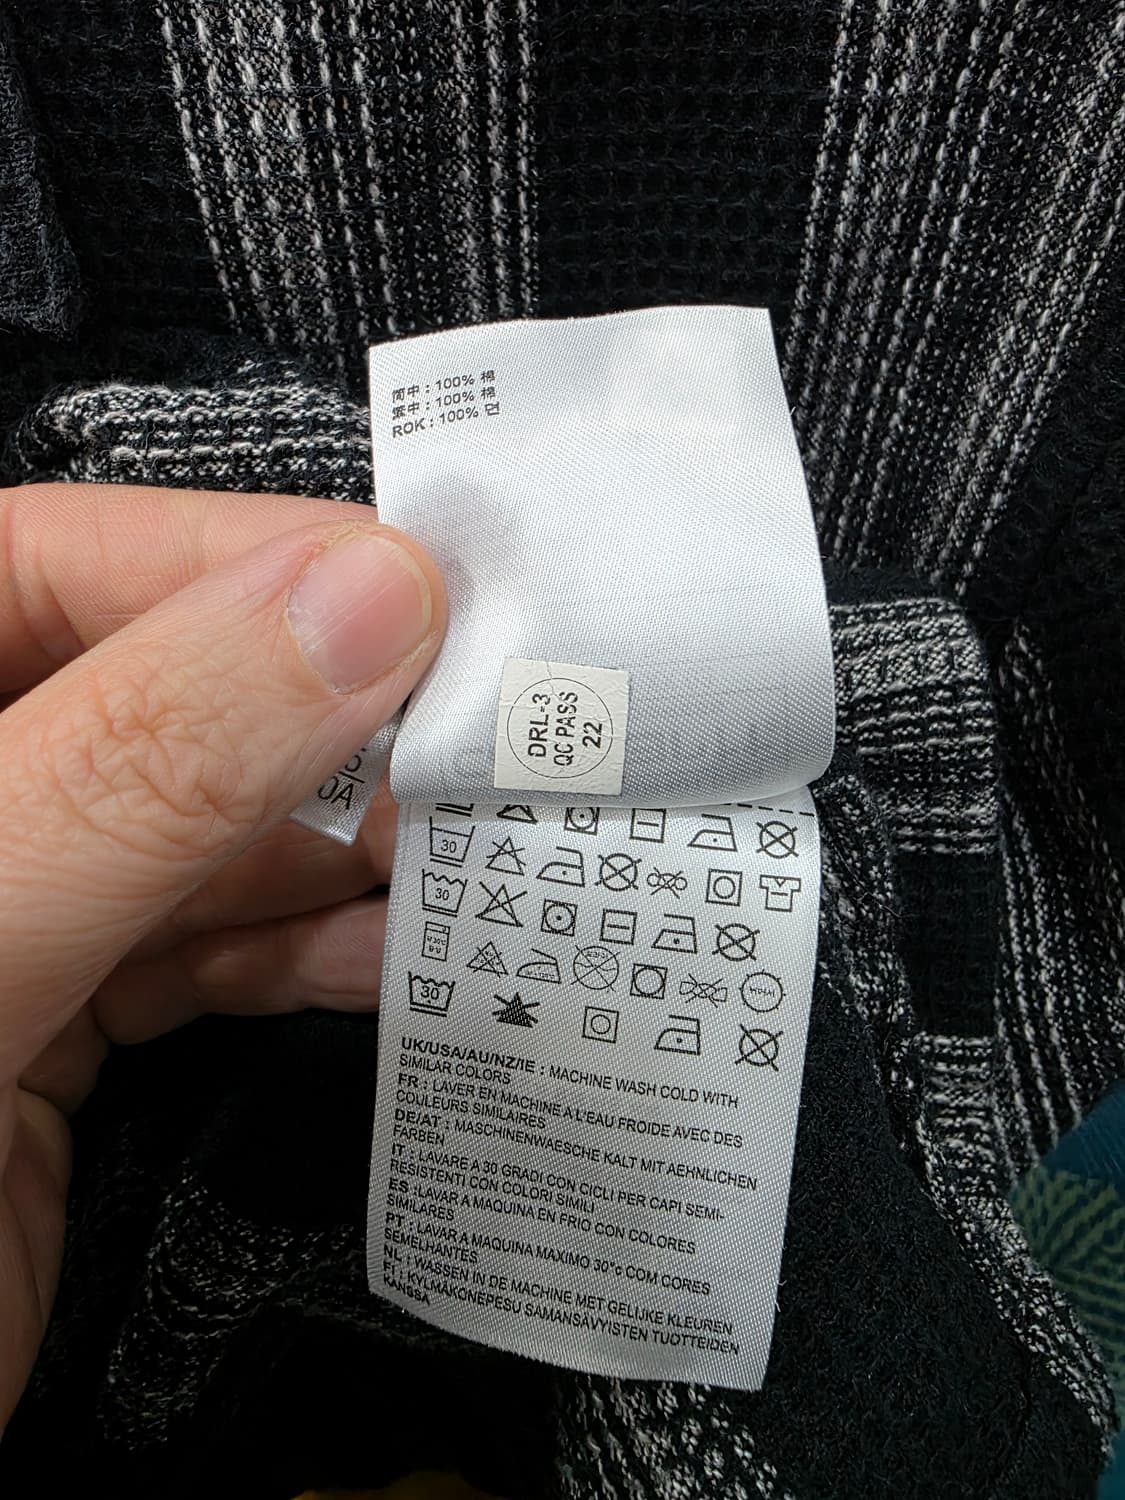 简中 : 100% 棉
繁中 : 100% 棉
ROK : 100% 면
DRL-3
QC PASS
22
0A
30
30
30
UK/USA/AU/NZ/IE : MACHINE WASH COLD WITH
SIMILAR COLORS
FR : LAVER EN MACHINE A L'EAU FROIDE AVEC DES
COULEURS SIMILAIRES
DE/AT : MASCHINENWAESCHE KALT MIT AEHNLICHEN
FARBEN
IT : LAVARE A 30 GRADI CON CICLI PER CAPI SEMI-
RESISTENTI CON COLORI SIMILI
ES :LAVAR A MAQUINA EN FRIO CON COLORES
SIMILARES
PT : LAVAR A MAQUINA MAXIMO 30°c COM CORES
SEMELHANTES
NL : WASSEN IN DE MACHINE MET GELIJKE KLEUREN
FI : KYLMÄKONEPESU SAMANSÄVYISTEN TUOTTEIDEN
KANSSA